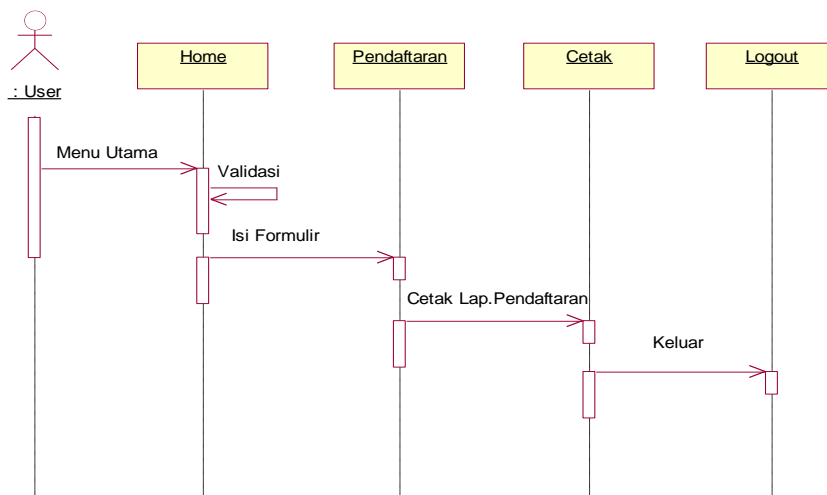 Home
Pendaftaran
Cetak
Logout
: User
Menu Utama
Validasi
Isi Formulir
Cetak Lap.Pendaftaran
Keluar